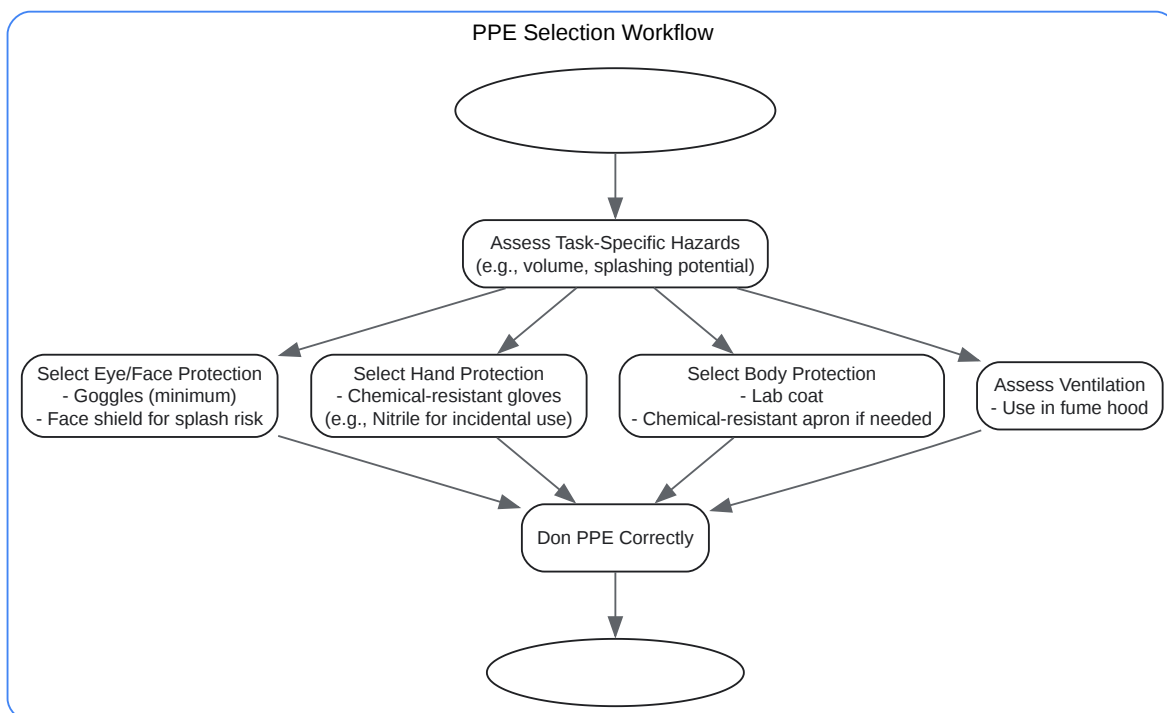 PPE Selection Workflow
Assess Task-Specific Hazards
(e.g., volume, splashing potential)
Select Eye/Face Protection
- Goggles (minimum)
- Face shield for splash risk
Select Hand Protection
- Chemical-resistant gloves
(e.g., Nitrile for incidental use)
Select Body Protection
- Lab coat
- Chemical-resistant apron if needed
Assess Ventilation
- Use in fume hood
Don PPE Correctly